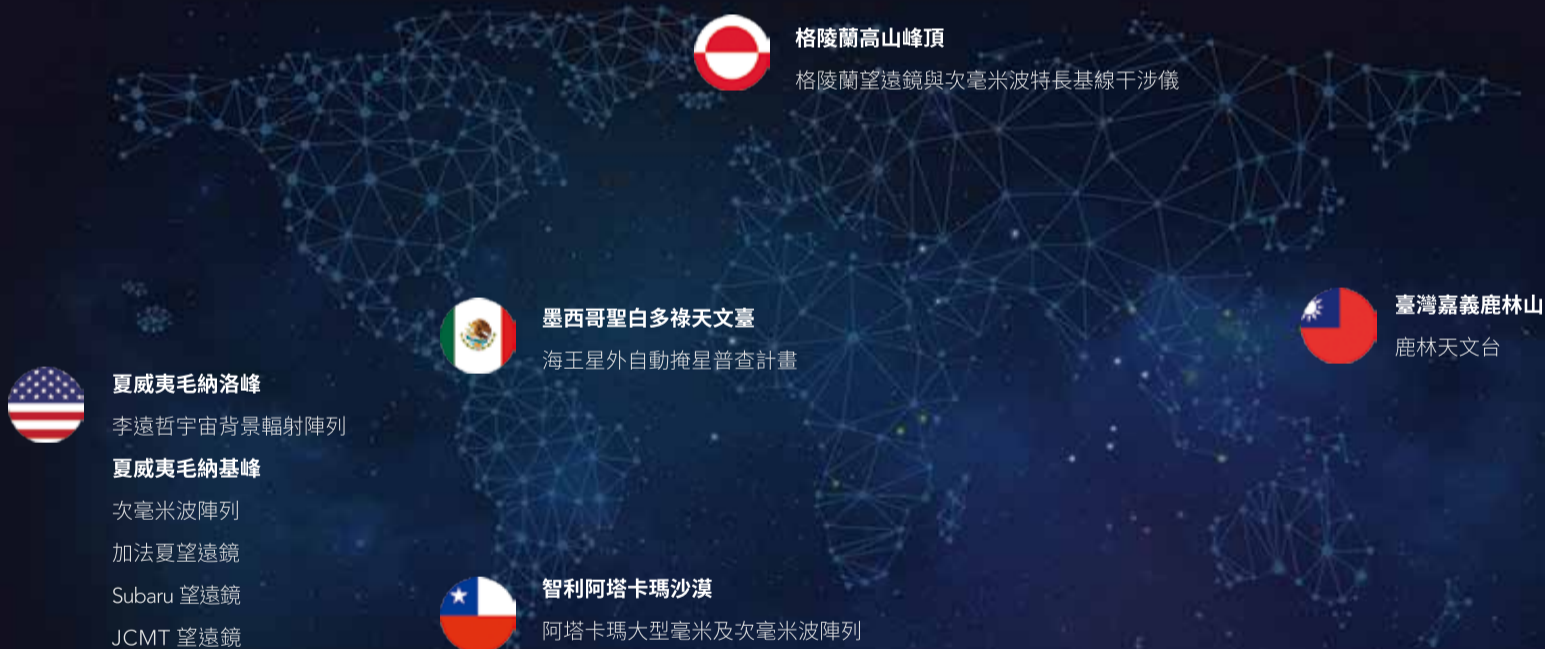 格陵蘭高山峰頂
格陵蘭望遠鏡與次毫米波特長基線干涉儀
墨西哥聖白多祿天文臺
海王星外自動掩星普查計畫
臺灣嘉義鹿林山
鹿林天文台
夏威夷毛納洛峰
李遠哲宇宙背景輻射陣列
夏威夷毛納基峰
次毫米波陣列
加法夏望遠鏡
Subaru 望遠鏡
JCMT 望遠鏡
智利阿塔卡瑪沙漠
阿塔卡瑪大型毫米及次毫米波陣列